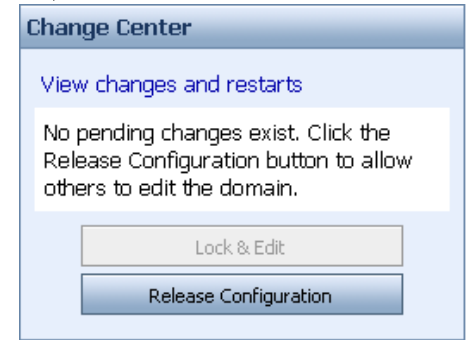 Change Center
View changes and restarts
No pending changes exist. Click the
Release Configuration button to allow
others to edit the domain.
Lock & Edit
Release Configuration